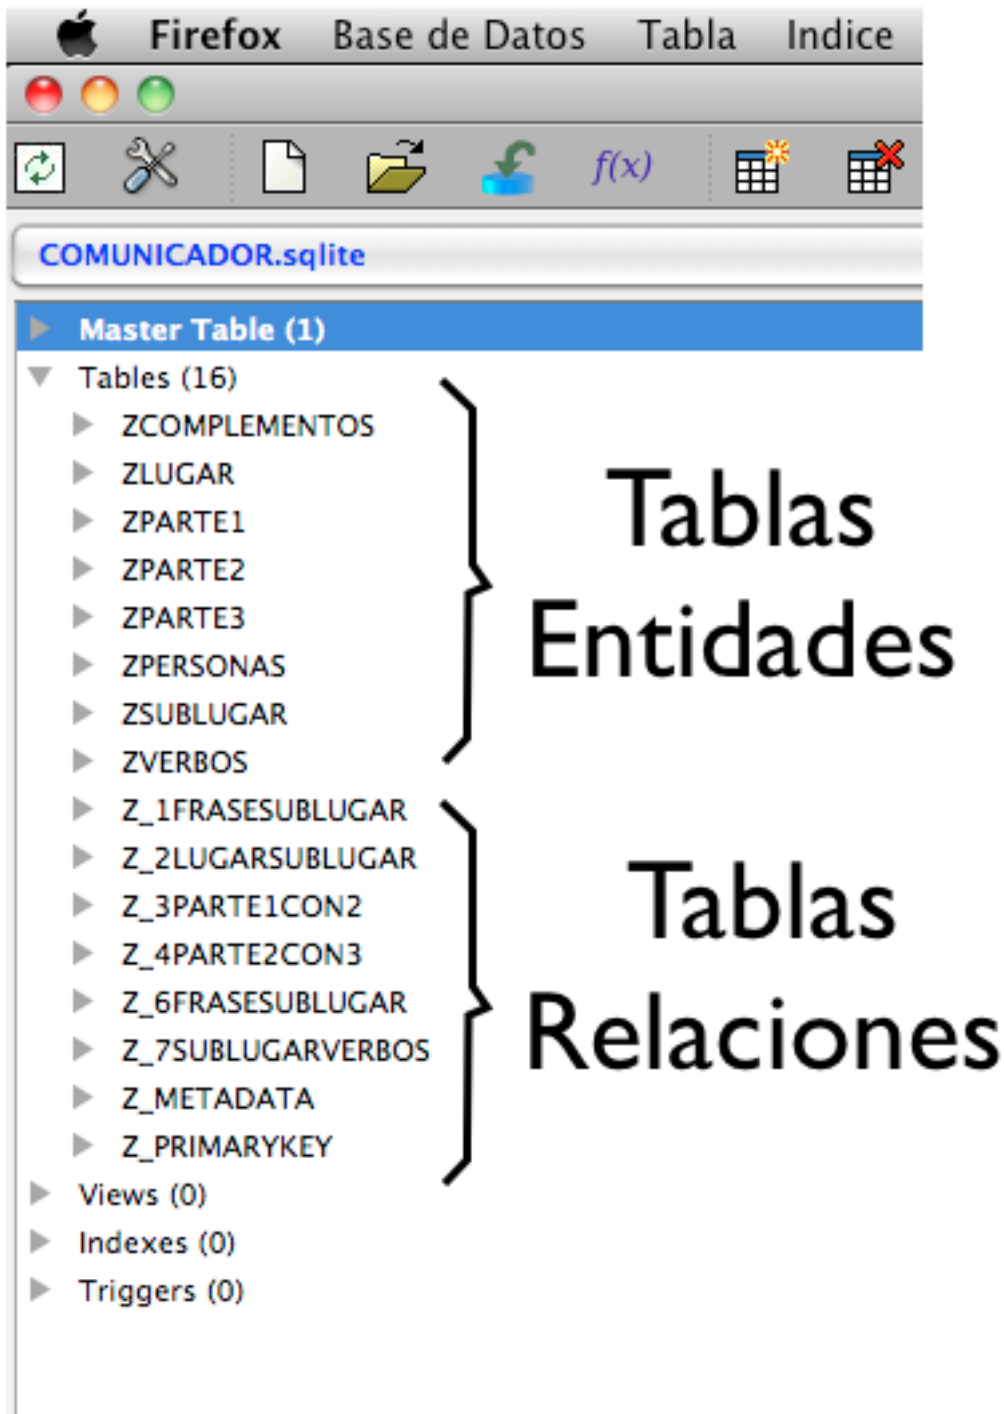 Firefox Base de Datos Tabla Indice
f(x)
COMUNICADOR.sqlite
Master Table (1)
Tables (16)
ZCOMPLEMENTOS
ZLUGAR
ZPARTE1
ZPARTE2
ZPARTE3
ZPERSONAS
ZSUBLUGAR
ZVERBOS
Tablas
Entidades
Z_1FRASESUBLUGAR
Z_2LUGARSUBLUGAR
Z_3PARTE1CON2
Z_4PARTE2CON3
Z_6FRASESUBLUGAR
Z_7SUBLUGARVERBOS
Z_METADATA
Z_PRIMARYKEY
Tablas
Relaciones
Views (0)
Indexes (0)
Triggers (0)